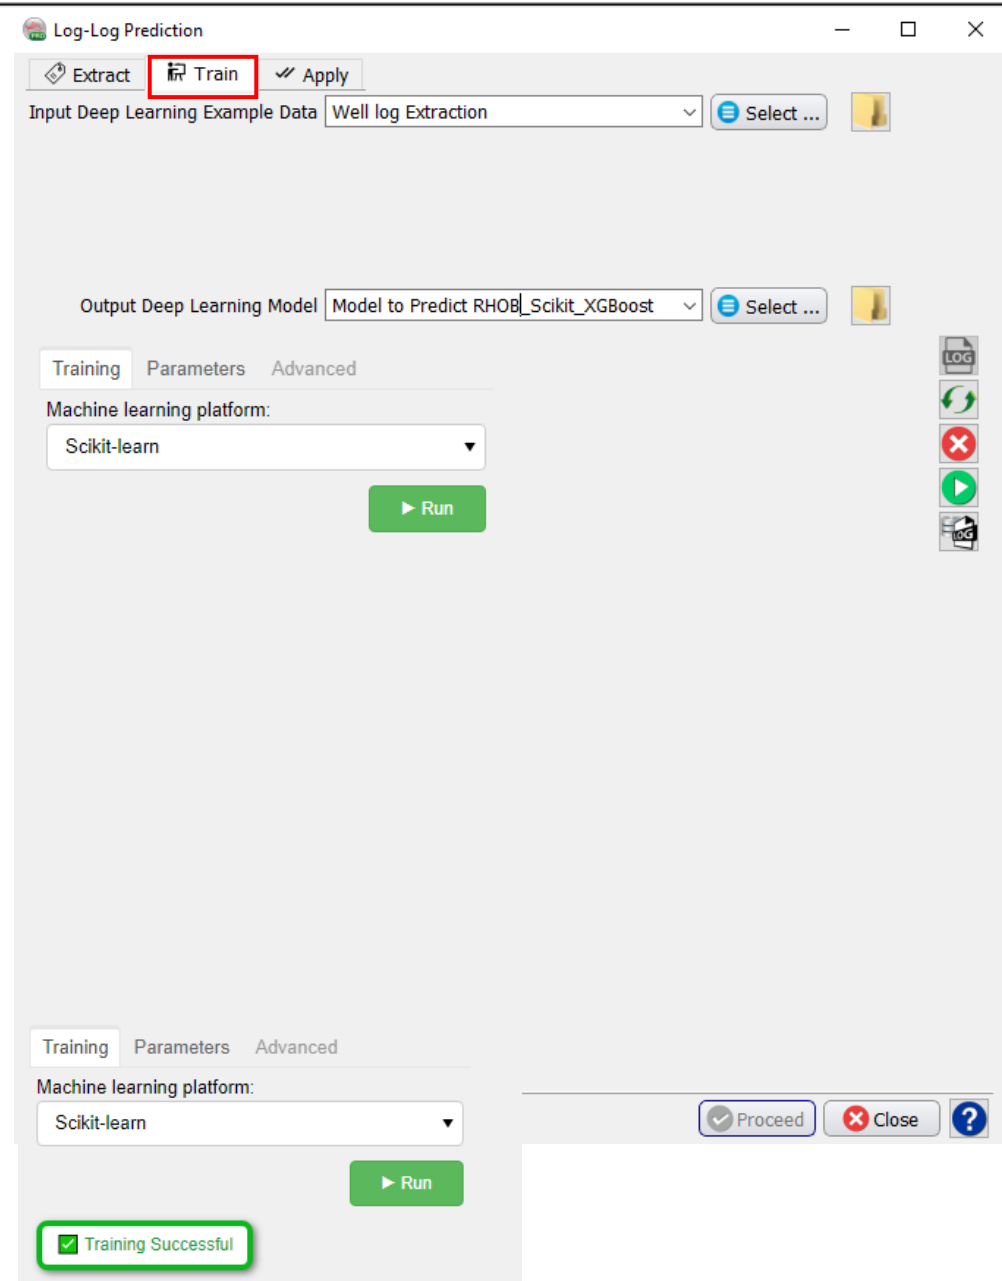 Log-Log Prediction
Extract Train Apply
Input Deep Learning Example Data Well log Extraction Select ...
Output Deep Learning Model Model to Predict RHOB_Scikit_XGBoost Select ...
LOG
Training Parameters Advanced
Machine learning platform:
Scikit-learn
Run
LOG
Training Parameters Advanced
Machine learning platform:
Scikit-learn
Proceed Close ?
Run
Training Successful